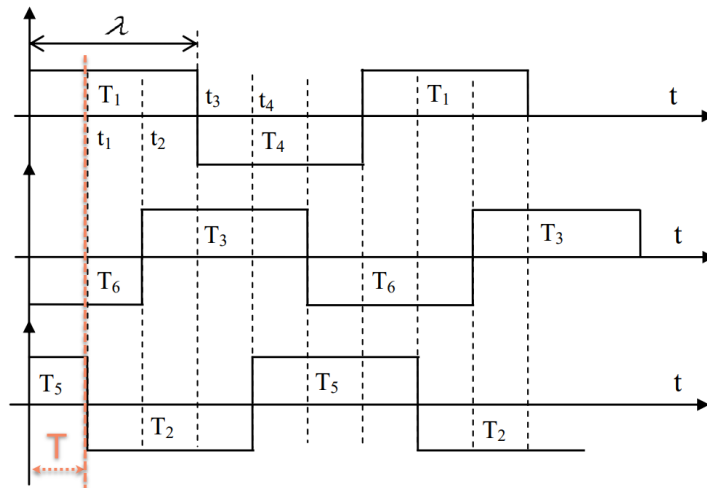 λ
T₁ t₃ t₄ T₁ t
t₁ t₂ T₄
T₃ T₃ t
T₆ T₆
T₅ T₅ t
T₂ T₂
T